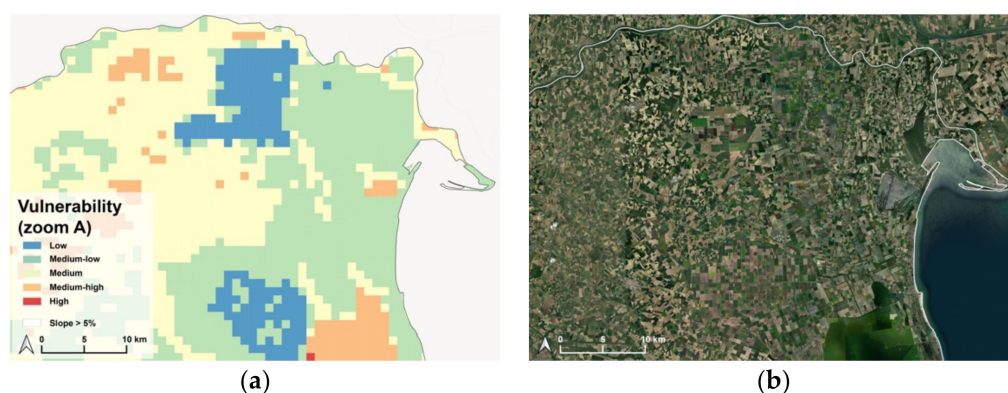 Vulnerability
(zoom A)
Low
Medium-low
Medium
Medium-high
High
Slope > 5%
0 5 10 km
0 5 10 km
(a)
(b)